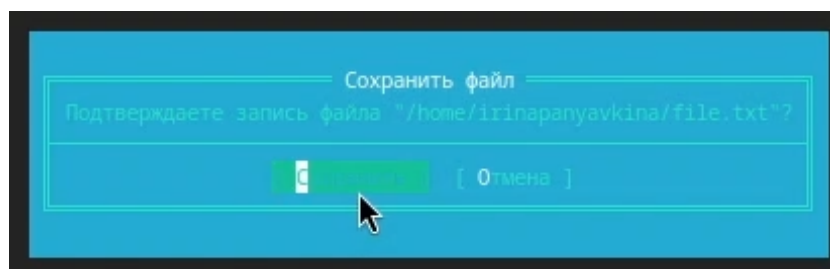 Сохранить файл
Подтверждаете запись файла "/home/irinapanyavkina/file.txt"?
[ Отмена ]